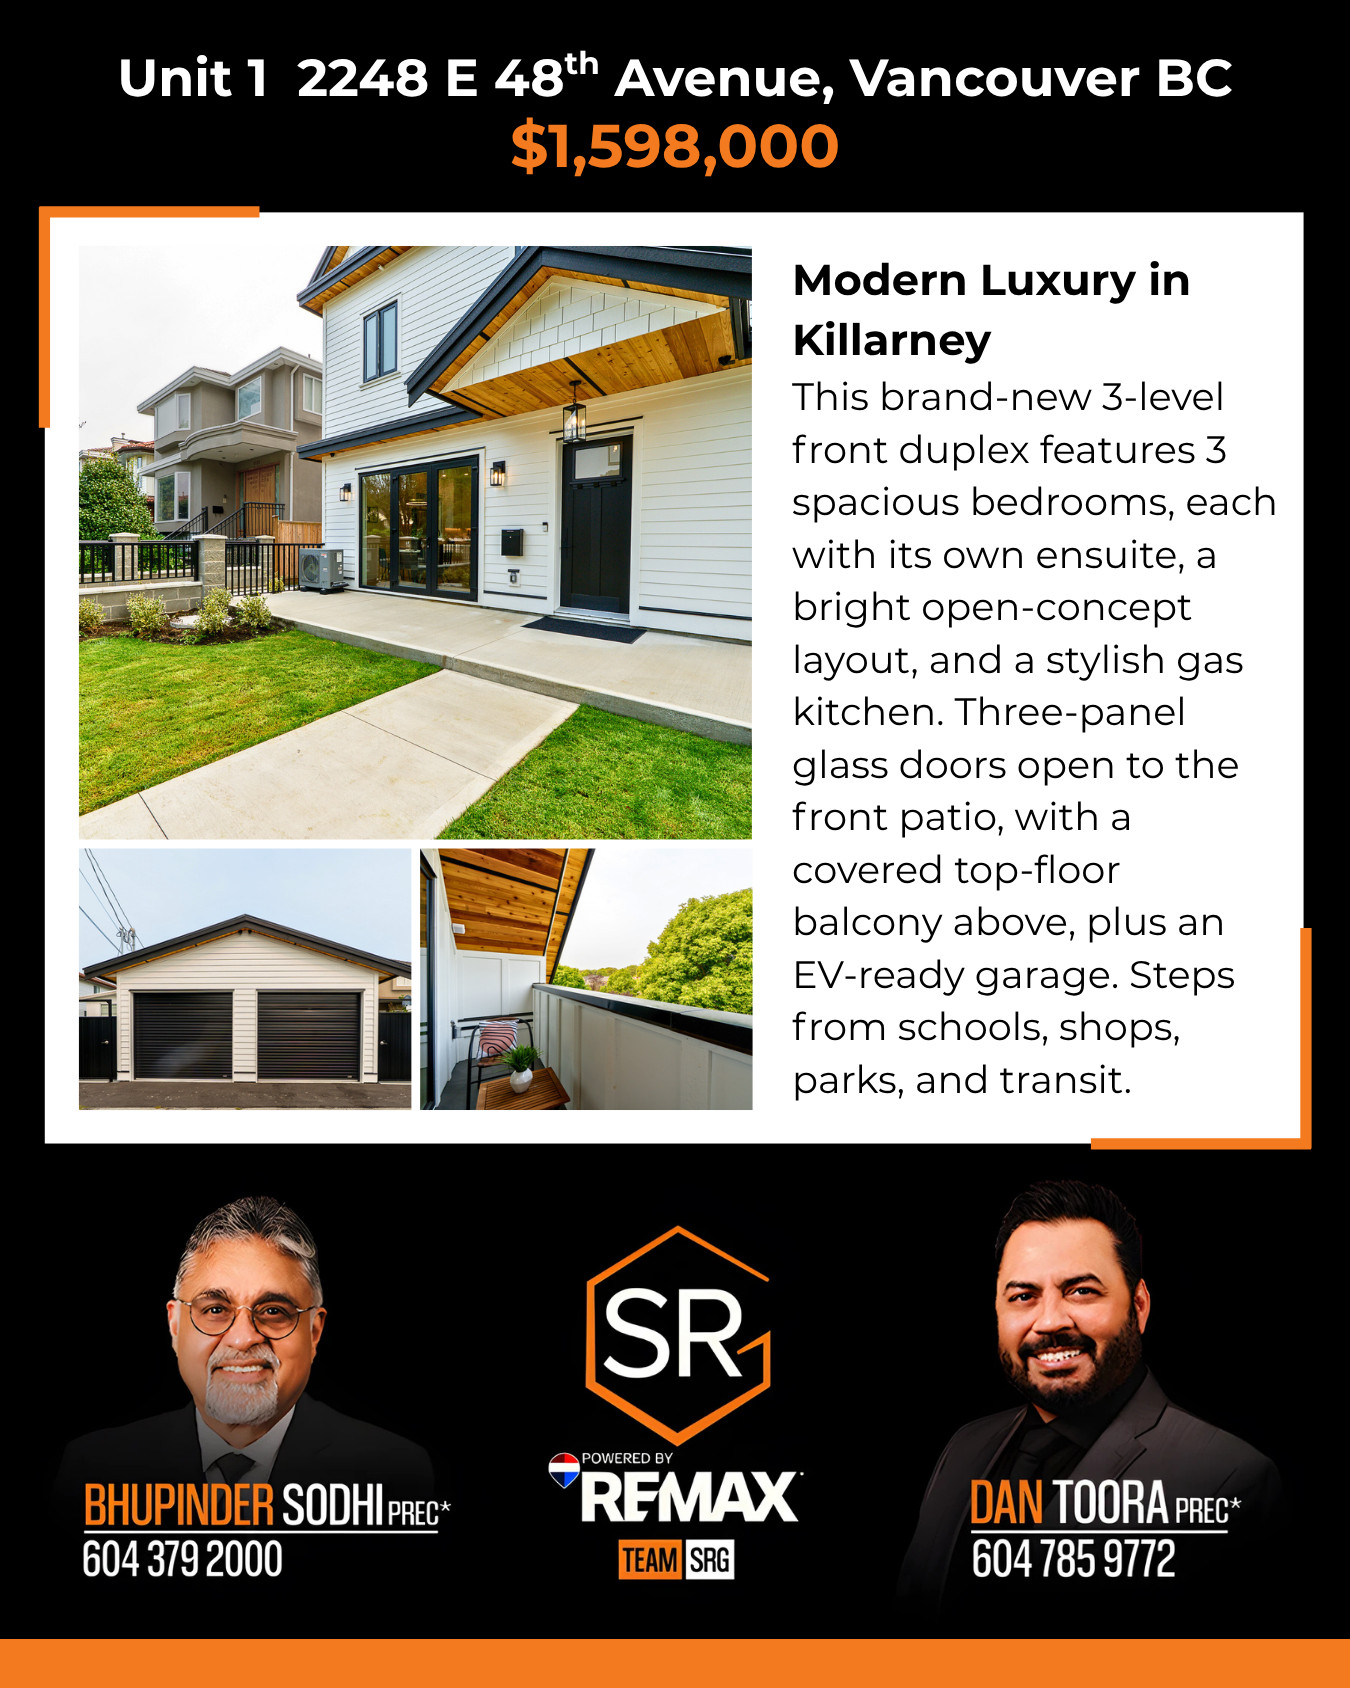 Unit 1 2248 E 48th Avenue, Vancouver BC
$1,598,000
Modern Luxury in
Killarney
This brand-new 3-level
front duplex features 3
spacious bedrooms, each
with its own ensuite, a
bright open-concept
layout, and a stylish gas
kitchen. Three-panel
glass doors open to the
front patio, with a
covered top-floor
balcony above, plus an
EV-ready garage. Steps
from schools, shops,
parks, and transit.
BHUPINDER SODHI PREC*
604 379 2000
SRG
POWERED BY
REMAX
TEAM SRG
DAN TOORA PREC*
604 785 9772